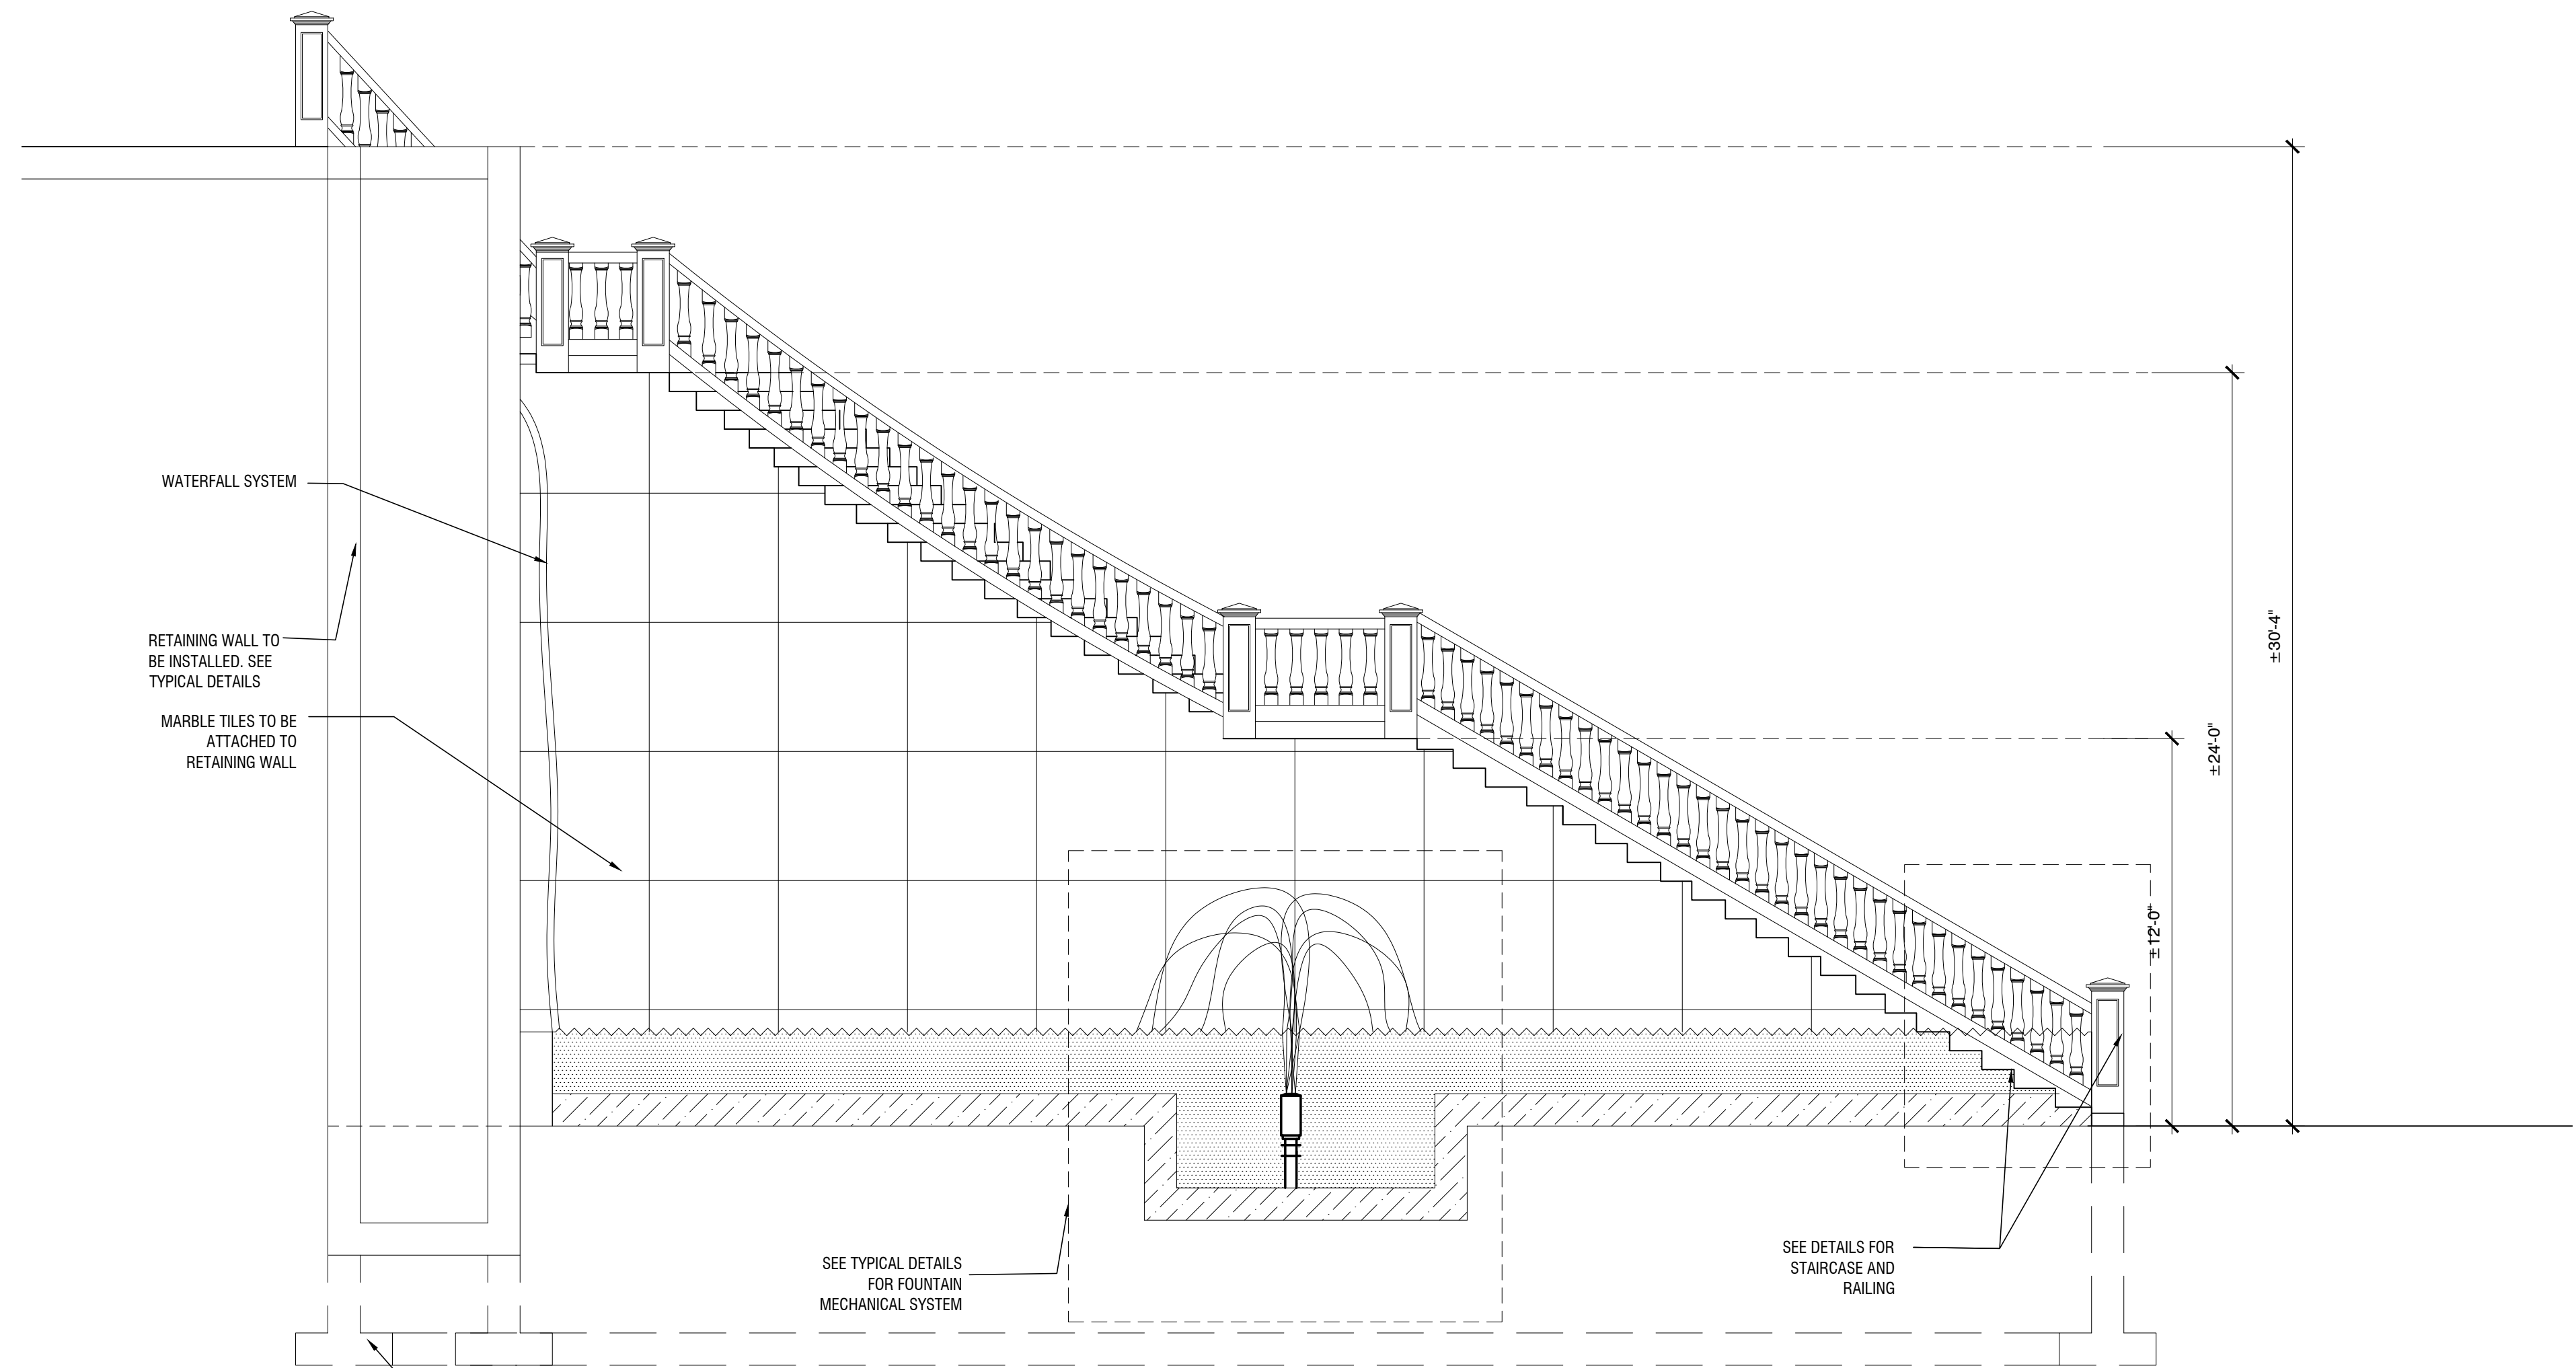 WATERFALL SYSTEM
RETAINING WALL TO
BE INSTALLED. SEE
TYPICAL DETAILS
MARBLE TILES TO BE
ATTACHED TO
RETAINING WALL
±30'-4"
±24'-0"
±12'-0"
SEE TYPICAL DETAILS
FOR FOUNTAIN
MECHANICAL SYSTEM
SEE DETAILS FOR
STAIRCASE AND
RAILING